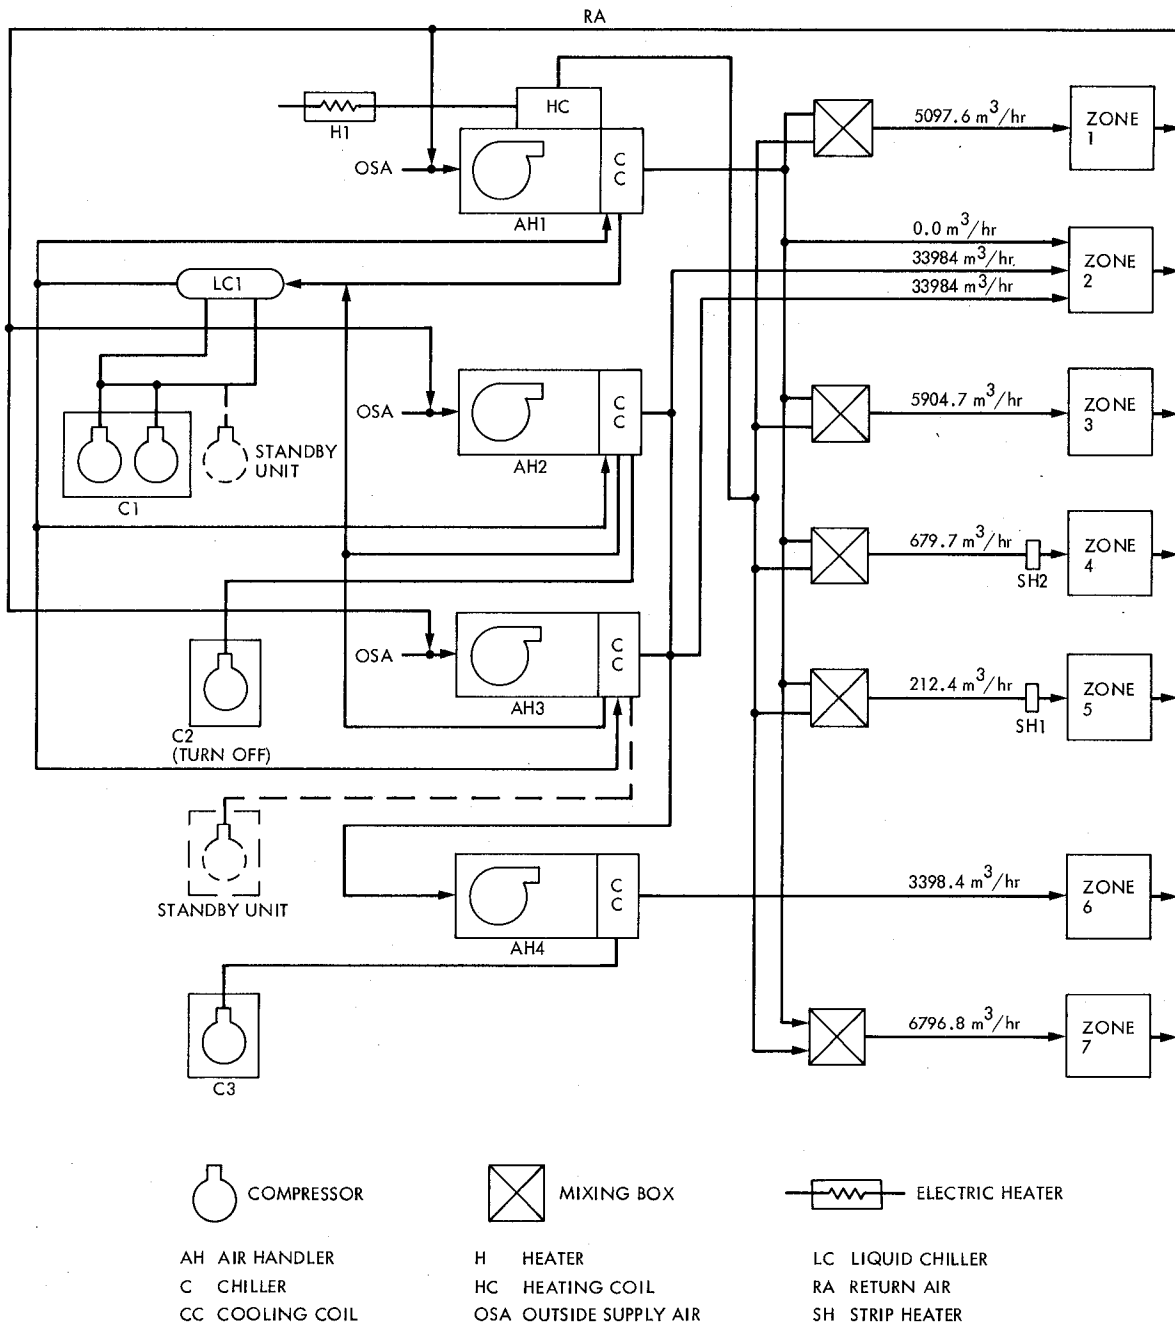 RA
HC
H1
OSA
C
C
AH1
LC1
5097.6 m³/hr
ZONE
1
0.0 m³/hr
33984 m³/hr
33984 m³/hr
ZONE
2
OSA
C
C
AH2
STANDBY
UNIT
C1
5904.7 m³/hr
ZONE
3
679.7 m³/hr
SH2
ZONE
4
OSA
C
C
AH3
C2
(TURN OFF)
212.4 m³/hr
SH1
ZONE
5
STANDBY UNIT
C
C
AH4
3398.4 m³/hr
ZONE
6
C3
6796.8 m³/hr
ZONE
7
COMPRESSOR
MIXING BOX
ELECTRIC HEATER
AH AIR HANDLER
H HEATER
LC LIQUID CHILLER
C CHILLER
HC HEATING COIL
RA RETURN AIR
CC COOLING COIL
OSA OUTSIDE SUPPLY AIR
SH STRIP HEATER